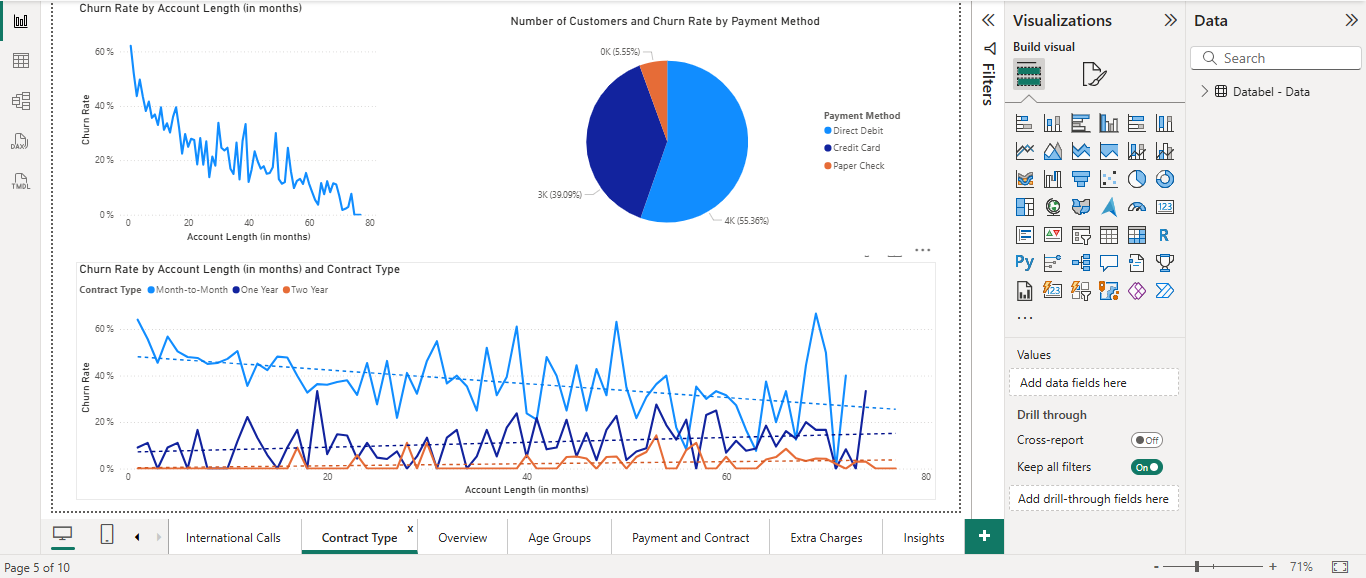 Churn Rate by Account Length (in months)
60 %
40 %
20 %
0 %
Churn Rate
0 20 40 60 80
Account Length (in months)
Number of Customers and Churn Rate by Payment Method
0K (5.55%)
3K (39.09%)
4K (55.36%)
Payment Method
Direct Debit
Credit Card
Paper Check
Churn Rate by Account Length (in months) and Contract Type
Contract Type Month-to-Month One Year Two Year
60 %
40 %
20 %
0 %
Churn Rate
0 20 40 60 80
Account Length (in months)
DAX
TMDL
Filters
Visualizations
Build visual
123
R
Py
123
...
Values
Add data fields here
Drill through
Cross-report Off
Keep all filters On
Add drill-through fields here
Data
Search
Databel - Data
International Calls Contract Type x Overview Age Groups Payment and Contract Extra Charges Insights +
Page 5 of 10
- + 71%